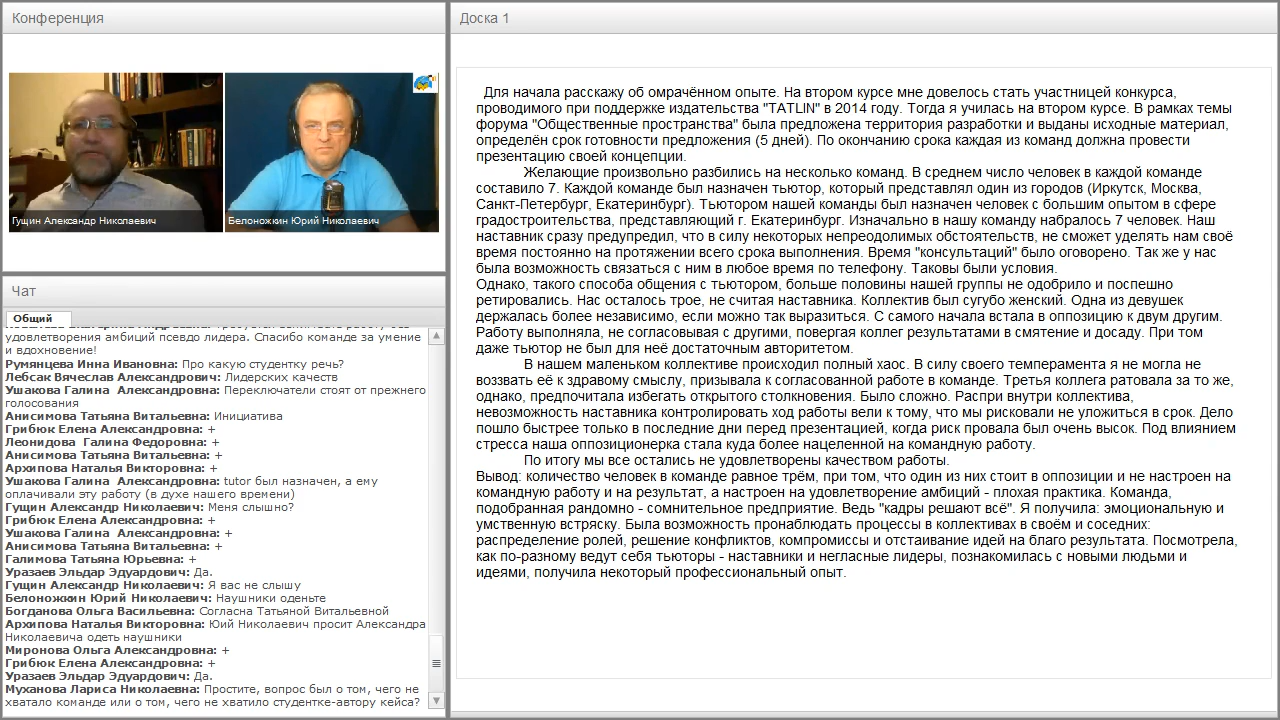 Конференция
Гущин Александр Николаевич
Белоножкин Юрий Николаевич
Чат
Общий
удовлетворения амбиций псевдо лидера. Спасибо команде за умение
и вдохновение!
Румянцева Инна Ивановна: Про какую студентку речь?
Лебсак Вячеслав Александрович: Лидерских качеств
Ушакова Галина  Александровна: Переключатели стоят от прежнего
голосования
Анисимова Татьяна Витальевна: Инициатива
Грибюк Елена Александровна: +
Леонидова  Галина Федоровна: +
Анисимова Татьяна Витальевна: +
Архипова Наталья Викторовна: +
Ушакова Галина  Александровна: tutor был назначен, а ему
оплачивали эту работу (в духе нашего времени)
Гущин Александр Николаевич: Меня слышно?
Грибюк Елена Александровна: +
Ушакова Галина  Александровна: +
Анисимова Татьяна Витальевна: +
Галимова Татьяна Юрьевна: +
Уразаев Эльдар Эдуардович: Да.
Гущин Александр Николаевич: Я вас не слышу
Белоножкин Юрий Николаевич: Наушники оденьте
Богданова Ольга Васильевна: Согласна Татьяной Витальевной
Архипова Наталья Викторовна: Юий Николаевич просит Александра
Николаевича одеть наушники
Миронова Ольга Александровна: +
Грибюк Елена Александровна: +
Уразаев Эльдар Эдуардович: Да.
Муханова Лариса Николаевна: Простите, вопрос был о том, чего не
хватало команде или о том, чего не хватило студентке-автору кейса?
Доска 1
Для начала расскажу об омрачённом опыте. На втором курсе мне довелось стать участницей конкурса,
проводимого при поддержке издательства "TATLIN" в 2014 году. Тогда я училась на втором курсе. В рамках темы
форума "Общественные пространства" была предложена территория разработки и выданы исходные материал,
определён срок готовности предложения (5 дней). По окончанию срока каждая из команд должна провести
презентацию своей концепции.
Желающие произвольно разбились на несколько команд. В среднем число человек в каждой команде
составило 7. Каждой команде был назначен тьютор, который представлял один из городов (Иркутск, Москва,
Санкт-Петербург, Екатеринбург). Тьютором нашей команды был назначен человек с большим опытом в сфере
градостроительства, представляющий г. Екатеринбург. Изначально в нашу команду набралось 7 человек. Наш
наставник сразу предупредил, что в силу некоторых непреодолимых обстоятельств, не сможет уделять нам своё
время постоянно на протяжении всего срока выполнения. Время "консультаций" было оговорено. Так же у нас
была возможность связаться с ним в любое время по телефону. Таковы были условия.
Однако, такого способа общения с тьютором, больше половины нашей группы не одобрило и поспешно
ретировались. Нас осталось трое, не считая наставника. Коллектив был сугубо женский. Одна из девушек
держалась более независимо, если можно так выразиться. С самого начала встала в оппозицию к двум другим.
Работу выполняла, не согласовывая с другими, повергая коллег результатами в смятение и досаду. При том
даже тьютор не был для неё достаточным авторитетом.
В нашем маленьком коллективе происходил полный хаос. В силу своего темперамента я не могла не
воззвать её к здравому смыслу, призывала к согласованной работе в команде. Третья коллега ратовала за то же,
однако, предпочитала избегать открытого столкновения. Было сложно. Распри внутри коллектива,
невозможность наставника контролировать ход работы вели к тому, что мы рисковали не уложиться в срок. Дело
пошло быстрее только в последние дни перед презентацией, когда риск провала был очень высок. Под влиянием
стресса наша оппозиционерка стала куда более нацеленной на командную работу.
По итогу мы все остались не удовлетворены качеством работы.
Вывод: количество человек в команде равное трём, при том, что один из них стоит в оппозиции и не настроен на
командную работу и на результат, а настроен на удовлетворение амбиций - плохая практика. Команда,
подобранная рандомно - сомнительное предприятие. Ведь "кадры решают всё". Я получила: эмоциональную и
умственную встряску. Была возможность пронаблюдать процессы в коллективах в своём и соседних:
распределение ролей, решение конфликтов, компромиссы и отстаивание идей на благо результата. Посмотрела,
как по-разному ведут себя тьюторы - наставники и негласные лидеры, познакомилась с новыми людьми и
идеями, получила некоторый профессиональный опыт.